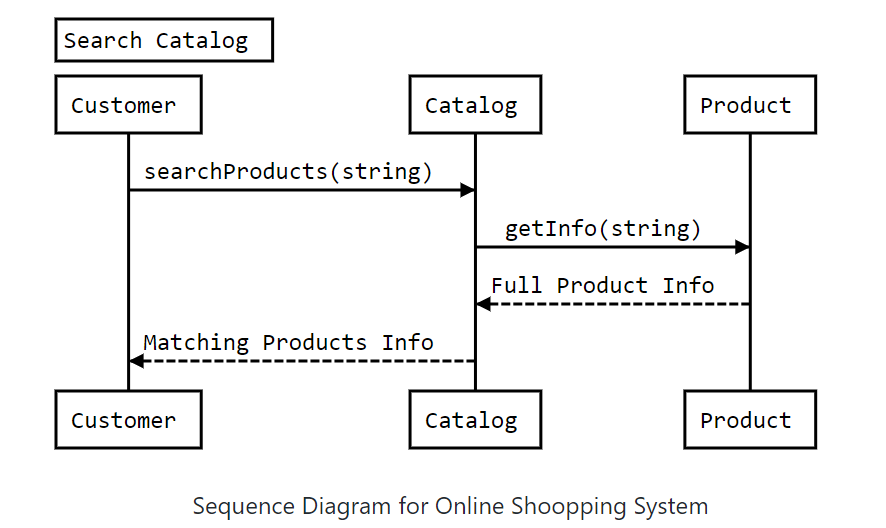 Search Catalog
Customer
Catalog
Product
searchProducts(string)
getInfo(string)
Full Product Info
Matching Products Info
Customer
Catalog
Product
Sequence Diagram for Online Shoopping System